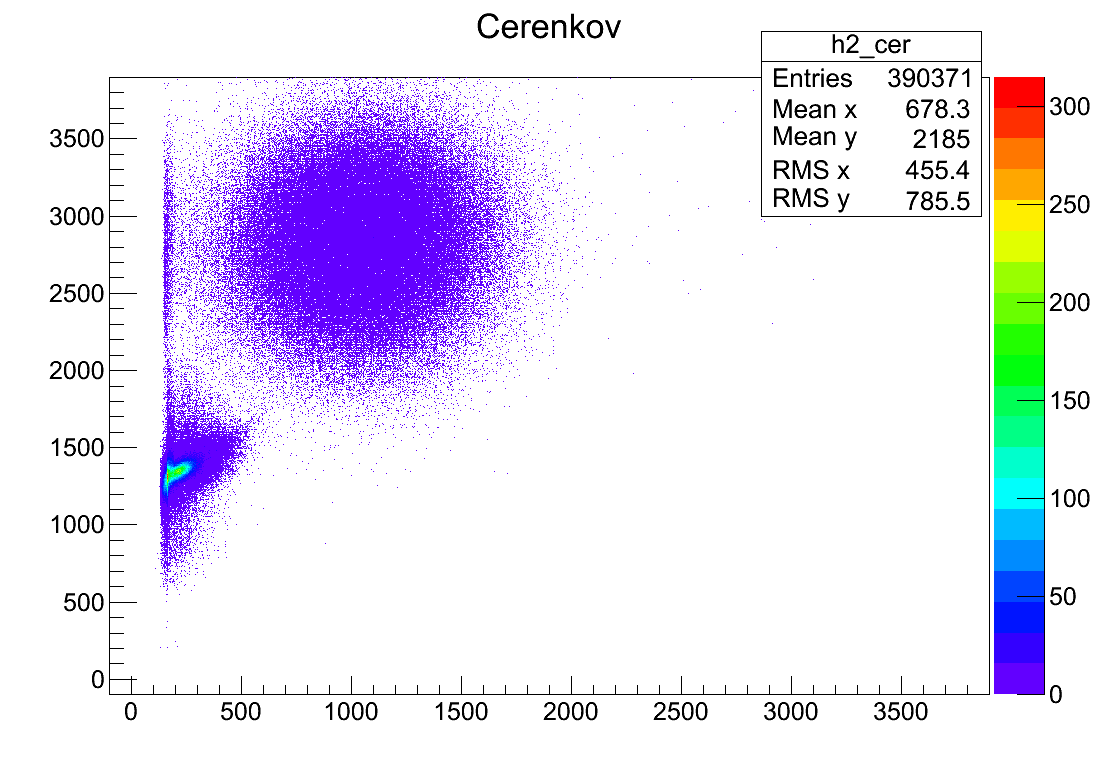 Cerenkov
h2_cer
Entries 390371
Mean x 678.3
Mean y 2185
RMS x 455.4
RMS y 785.5
3500
3000
2500
2000
1500
1000
500
0
0 500 1000 1500 2000 2500 3000 3500
300
250
200
150
100
50
0